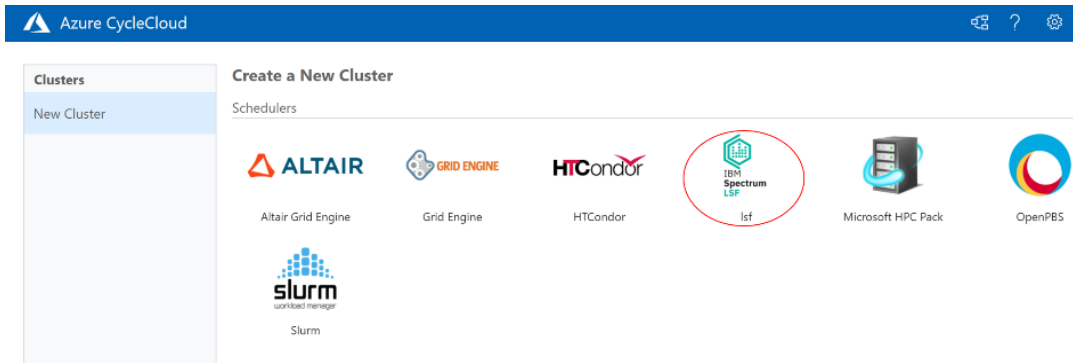 Azure CycleCloud
?
Clusters
New Cluster
Create a New Cluster
Schedulers
ALTAIR
GRID ENGINE
HTCondor
IBM
Spectrum
LSF
Altair Grid Engine
Grid Engine
HTCondor
lsf
Microsoft HPC Pack
OpenPBS
slurm
workload manager
Slurm